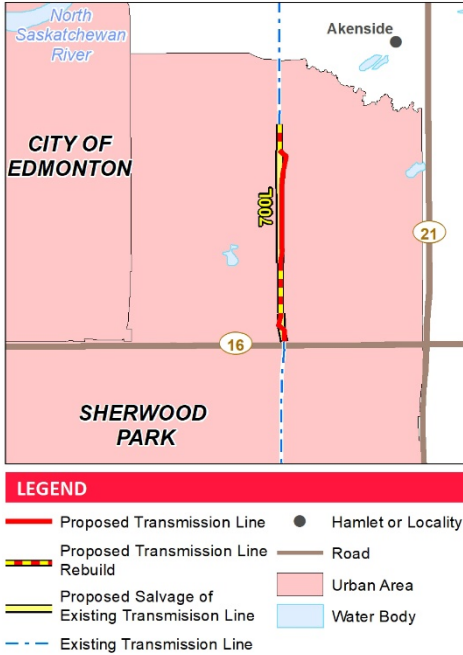 North
Saskatchewan
River
Akenside
CITY OF
EDMONTON
700L
21
16
SHERWOOD
PARK
LEGEND
Proposed Transmission Line
Proposed Transmission Line
Rebuild
Proposed Salvage of
Existing Transmisison Line
Existing Transmission Line
Hamlet or Locality
Road
Urban Area
Water Body